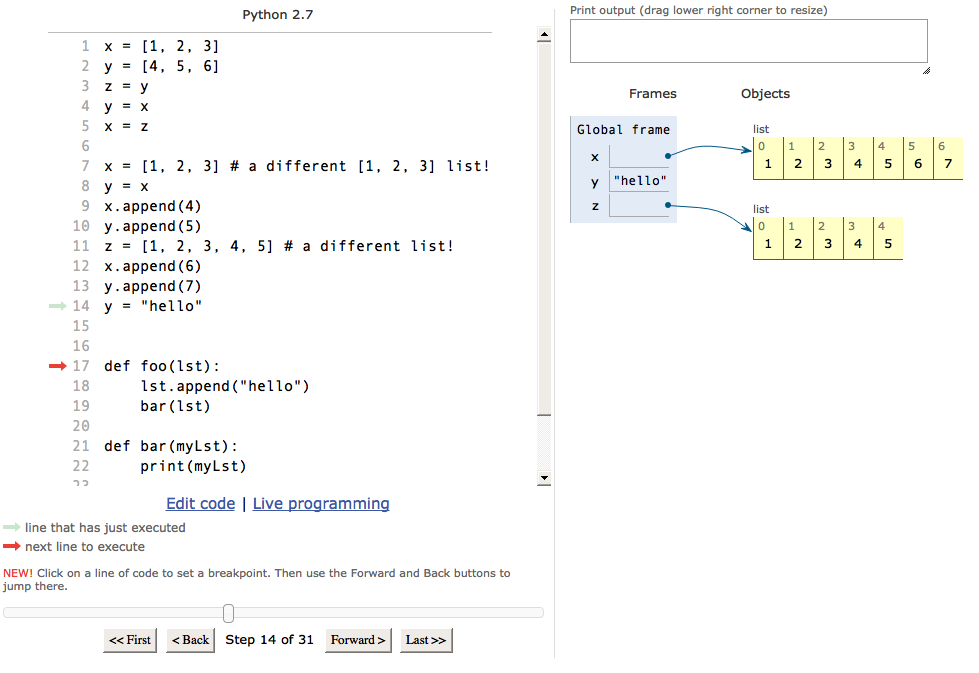 Python 2.7
1 x = [1, 2, 3]
2 y = [4, 5, 6]
3 z = y
4 y = x
5 x = z
6
7 x = [1, 2, 3] # a different [1, 2, 3] list!
8 y = x
9 x.append(4)
10 y.append(5)
11 z = [1, 2, 3, 4, 5] # a different list!
12 x.append(6)
13 y.append(7)
14 y = "hello"
15
16
17 def foo(lst):
18     lst.append("hello")
19     bar(lst)
20
21 def bar(myLst):
22     print(myLst)
23
Edit code | Live programming
line that has just executed
next line to execute
NEW! Click on a line of code to set a breakpoint. Then use the Forward and Back buttons to
jump there.
<< First < Back Step 14 of 31 Forward > Last >>
Print output (drag lower right corner to resize)
Frames Objects
Global frame
x
y "hello"
z
list
0 1 2 3 4 5 6
1 2 3 4 5 6 7
list
0 1 2 3 4
1 2 3 4 5